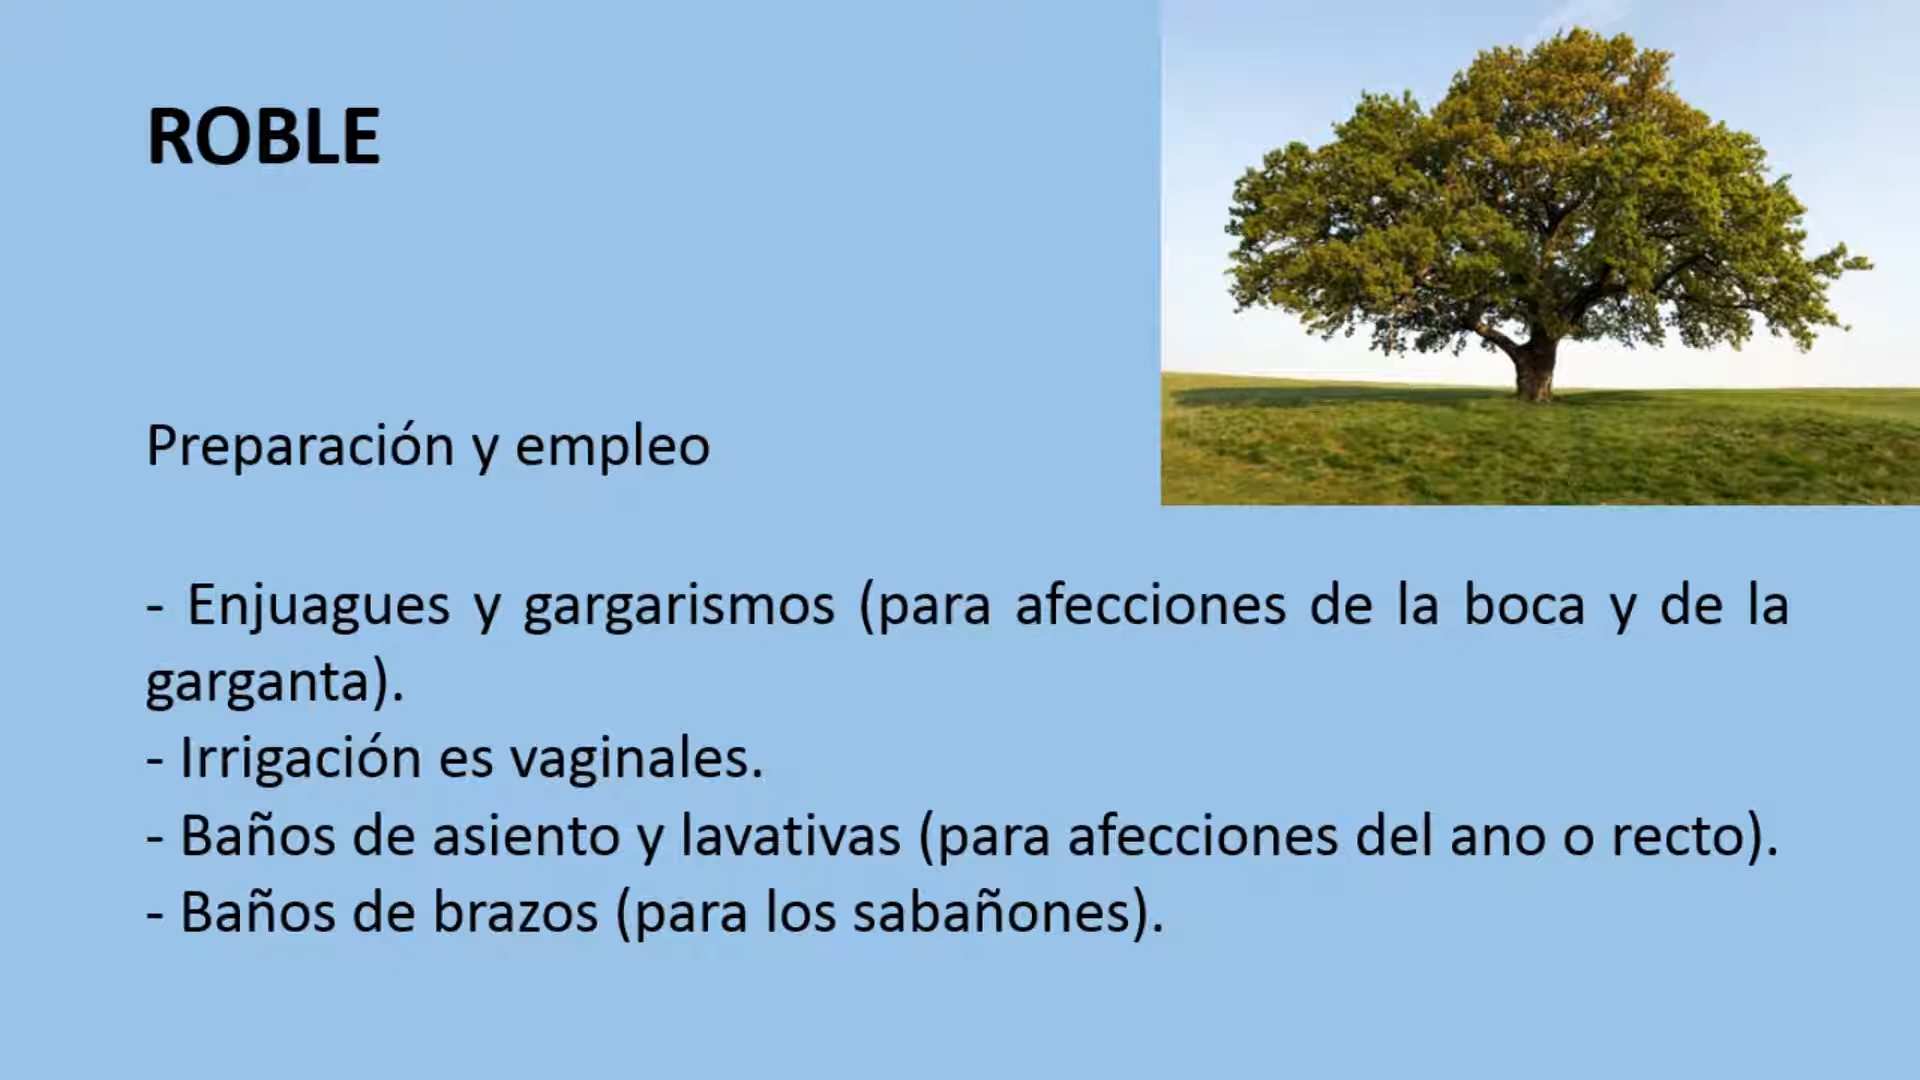 ROBLE
Preparación y empleo
- Enjuagues y gargarismos (para afecciones de la boca y de la
garganta).
- Irrigación es vaginales.
- Baños de asiento y lavativas (para afecciones del ano o recto).
- Baños de brazos (para los sabañones).